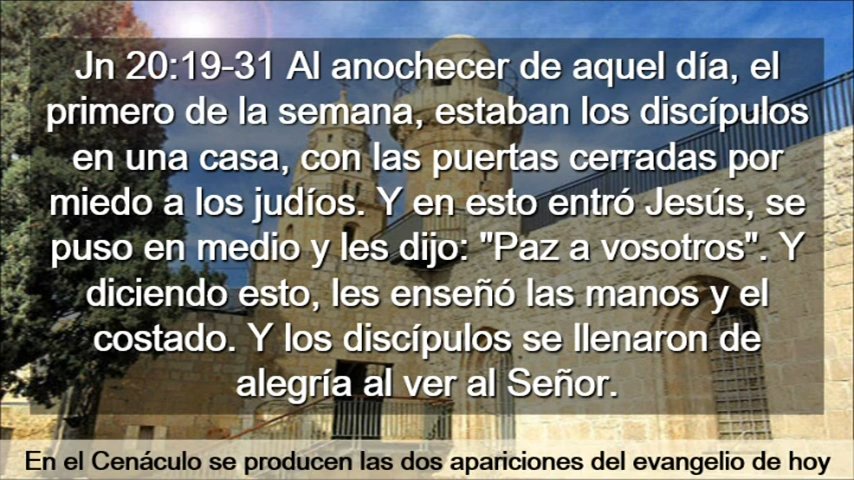 Jn 20:19-31 Al anochecer de aquel día, el
primero de la semana, estaban los discípulos
en una casa, con las puertas cerradas por
miedo a los judíos. Y en esto entró Jesús, se
puso en medio y les dijo: "Paz a vosotros". Y
diciendo esto, les enseñó las manos y el
costado. Y los discípulos se llenaron de
alegría al ver al Señor.
En el Cenáculo se producen las dos apariciones del evangelio de hoy